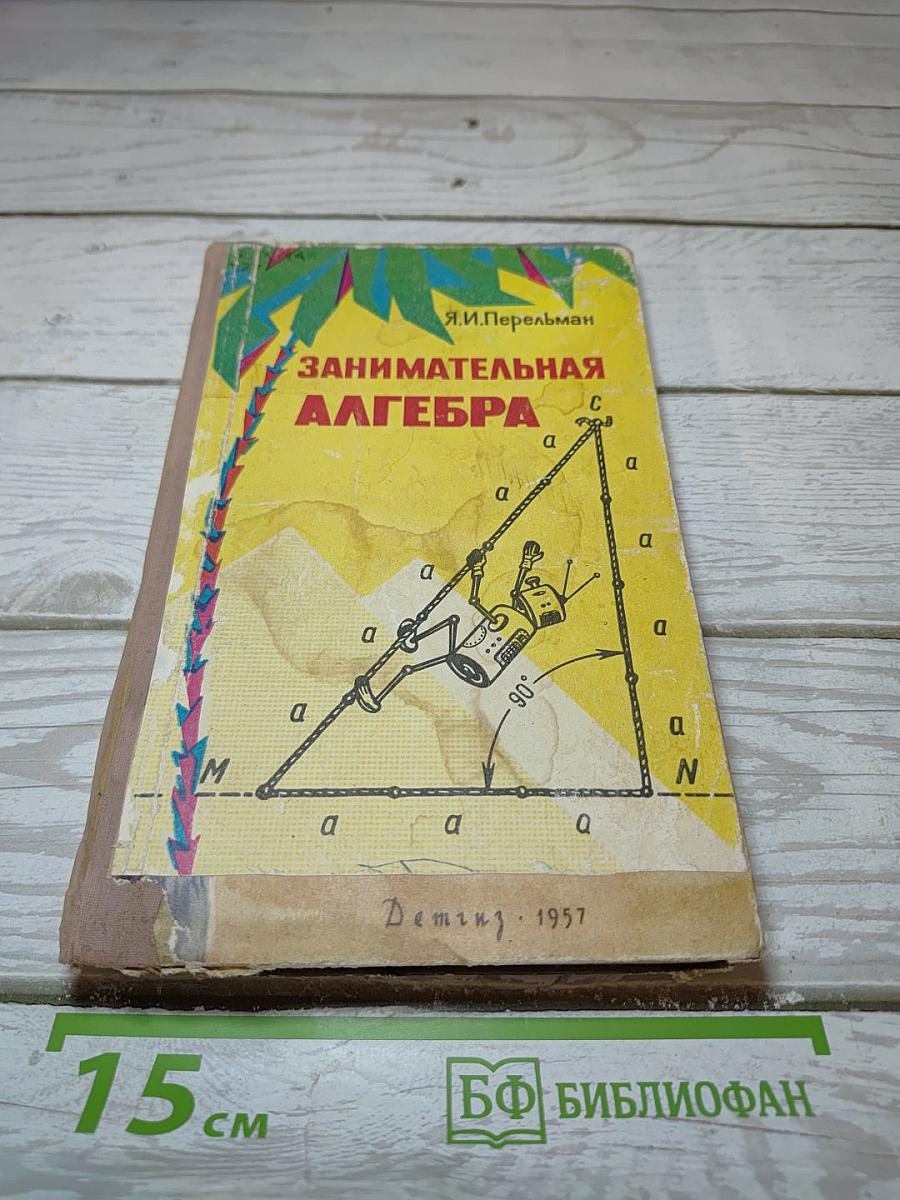 Я.И.Перельман
ЗАНИМАТЕЛЬНАЯ
АЛГЕБРА
C
a
a
a
a
a
a
a
a
a
90°
M
N
a
a
a
Детгиз · 1957
15 см
БФ БИБЛИОФАН